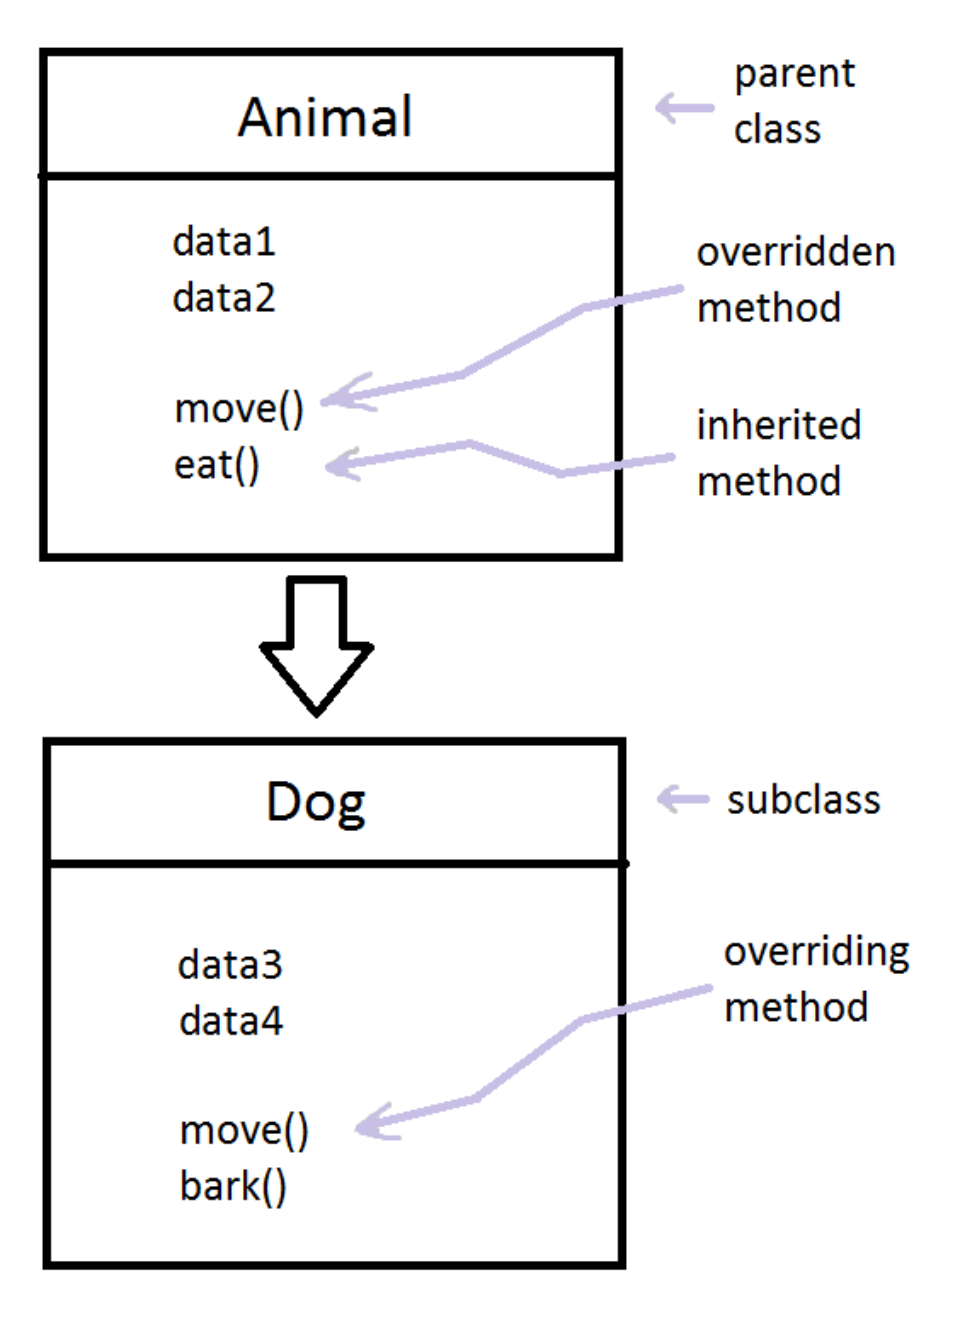 Animal
parent
class
data1
data2
overridden
method
move()
eat()
inherited
method
Dog
subclass
data3
data4
overriding
method
move()
bark()